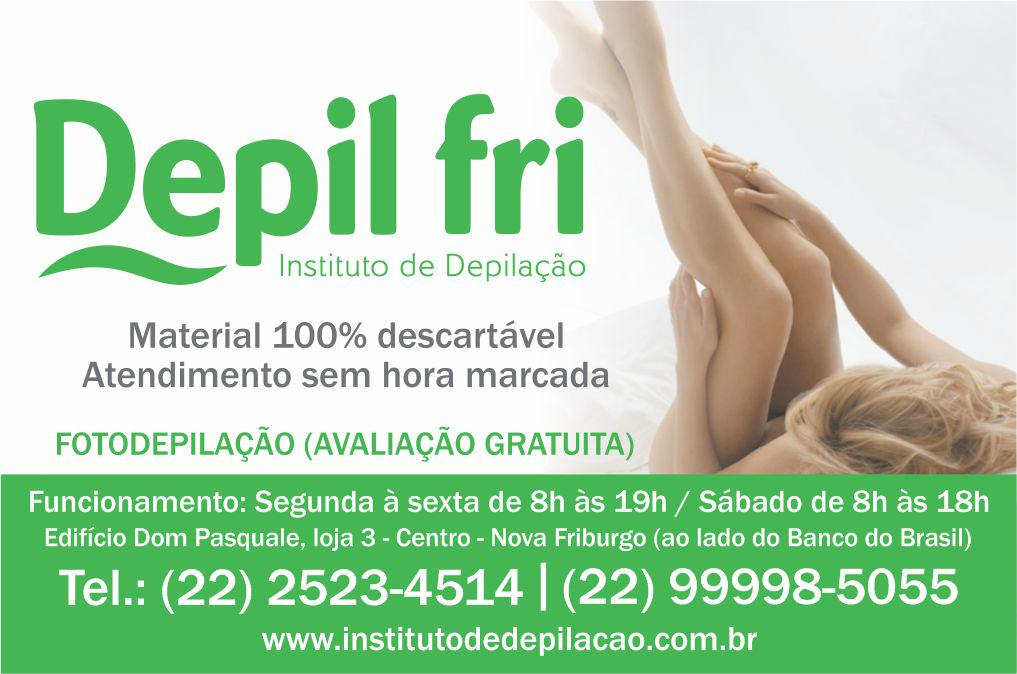 Depil fri
Instituto de Depilação
Material 100% descartável
Atendimento sem hora marcada
FOTODEPILAÇÃO (AVALIAÇÃO GRATUITA)
Funcionamento: Segunda à sexta de 8h às 19h / Sábado de 8h às 18h
Edifício Dom Pasquale, loja 3 - Centro - Nova Friburgo (ao lado do Banco do Brasil)
Tel.: (22) 2523-4514 | (22) 99998-5055
www.institutodedepilacao.com.br